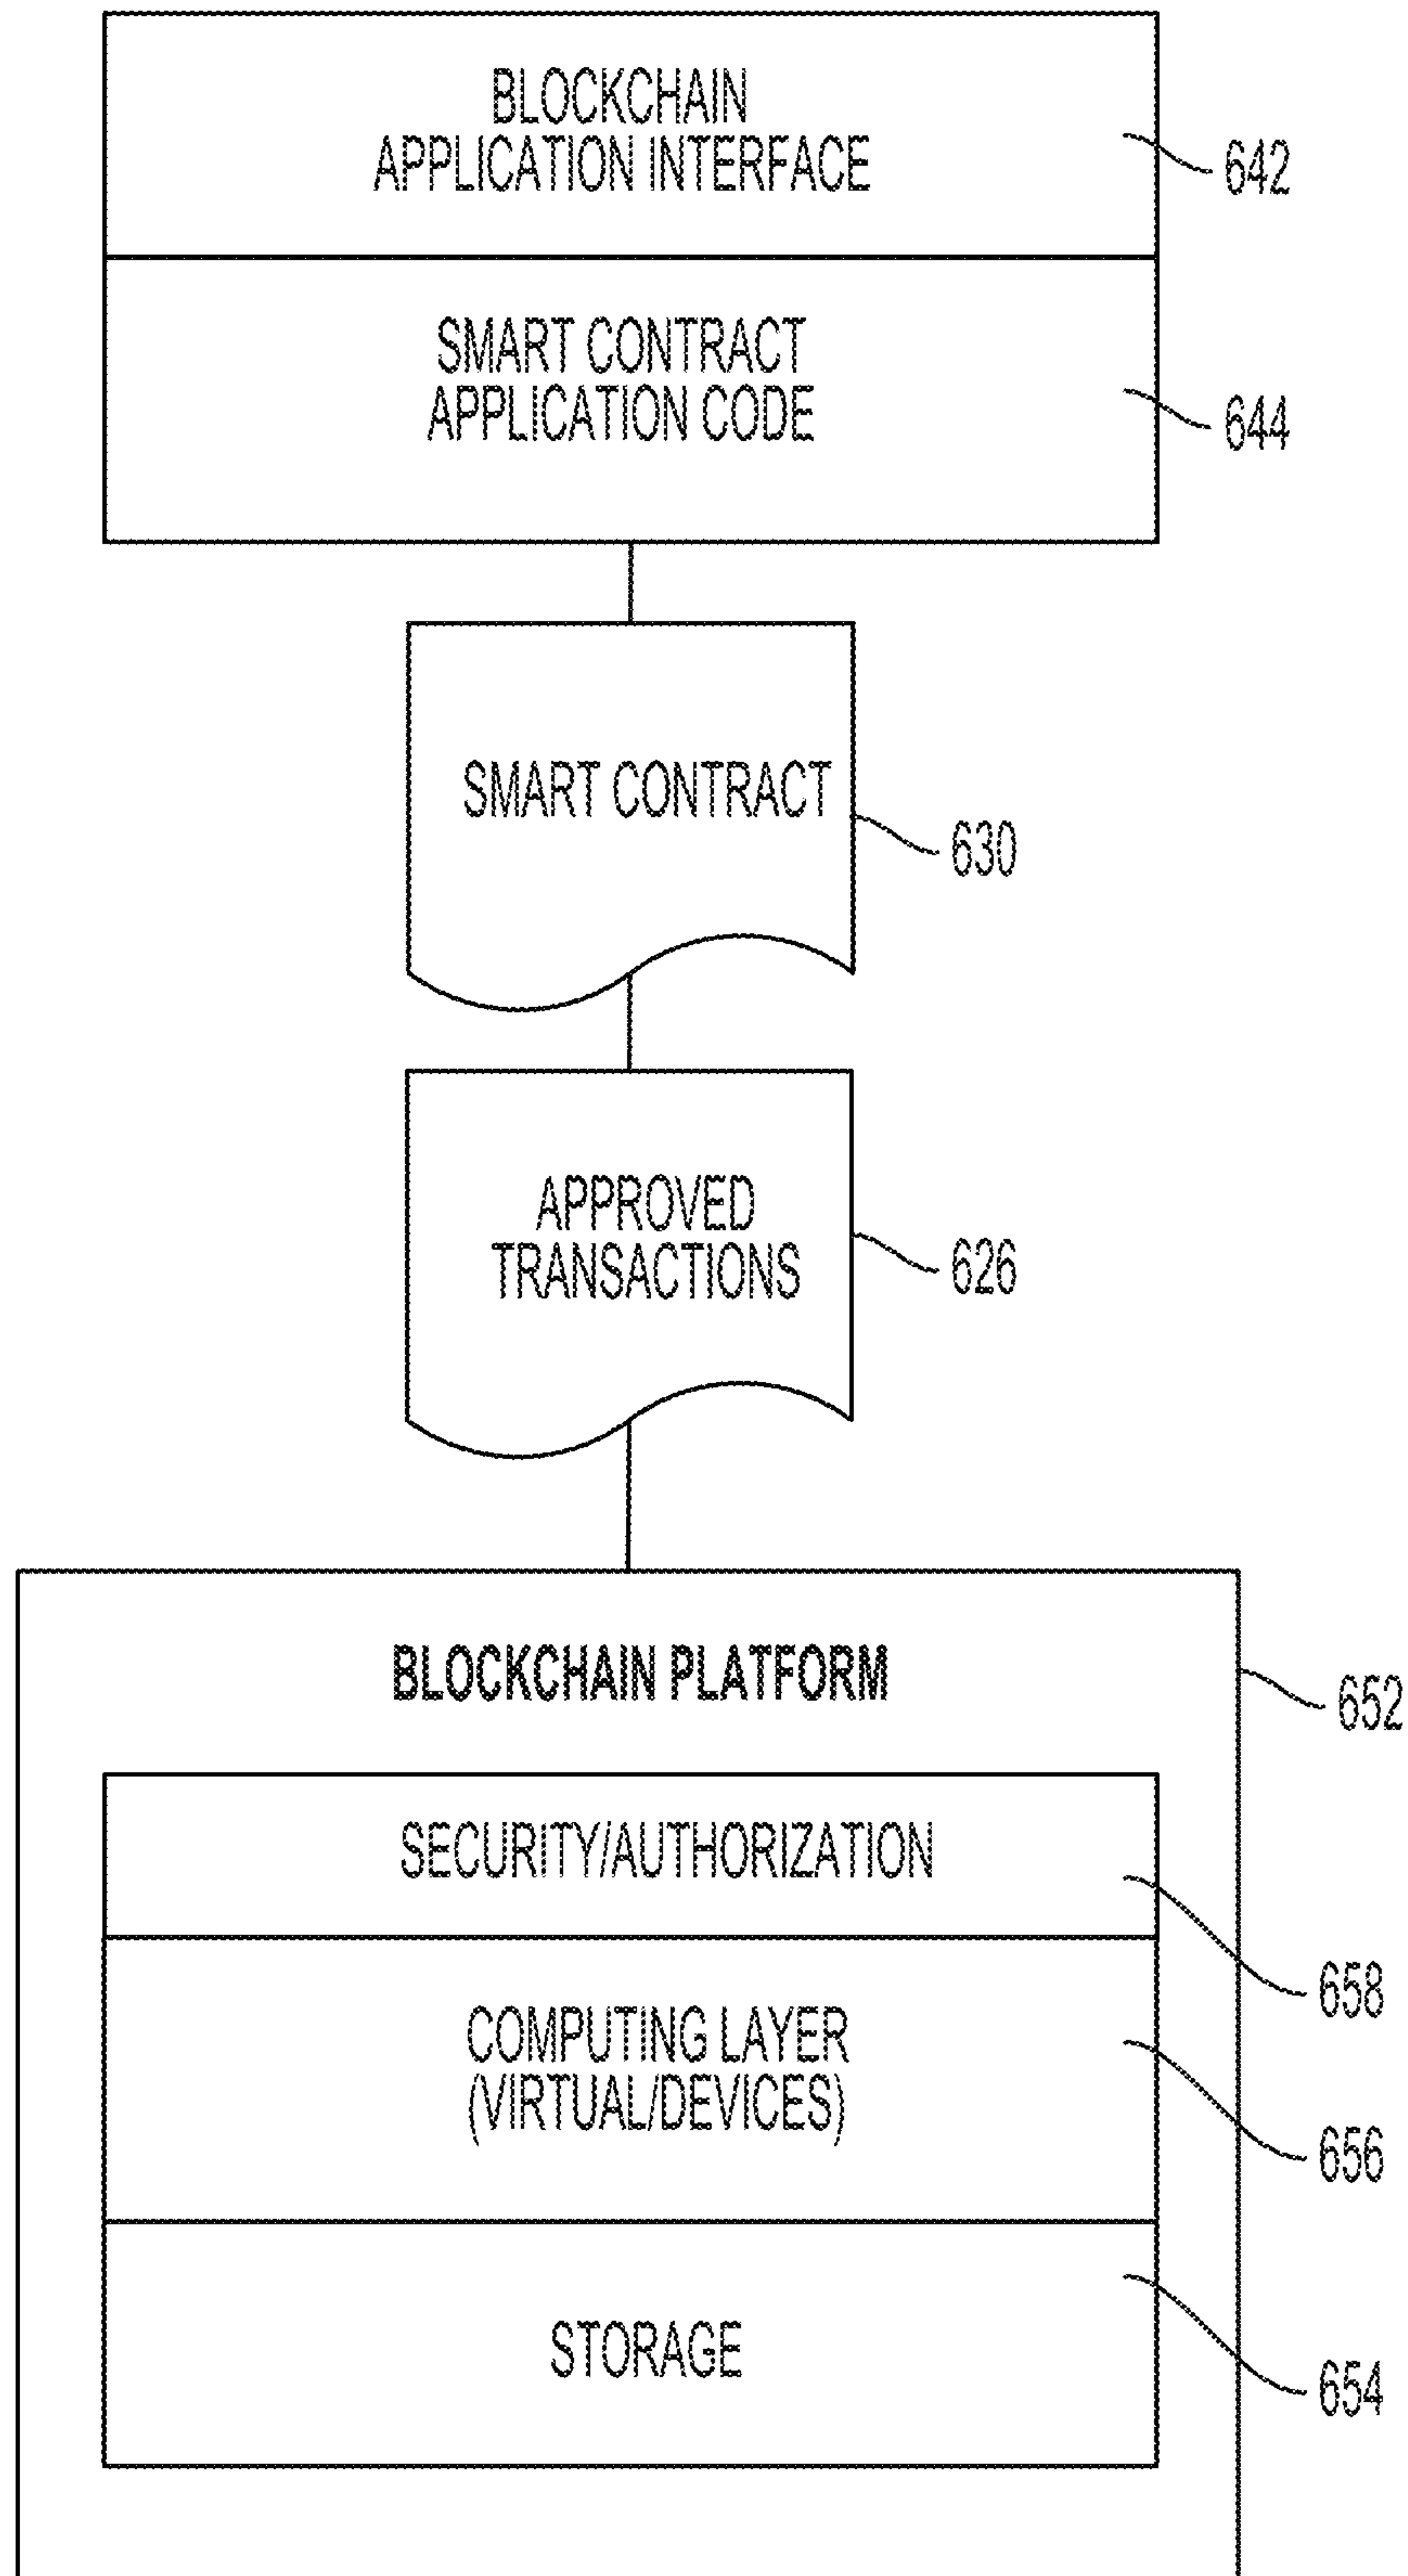 BLOCKCHAIN
APPLICATION INTERFACE
642
SMART CONTRACT
APPLICATION CODE
644
SMART CONTRACT
630
APPROVED
TRANSACTIONS
626
BLOCKCHAIN PLATFORM
652
SECURITY/AUTHORIZATION
658
COMPUTING LAYER
(VIRTUAL/DEVICES)
656
STORAGE
654